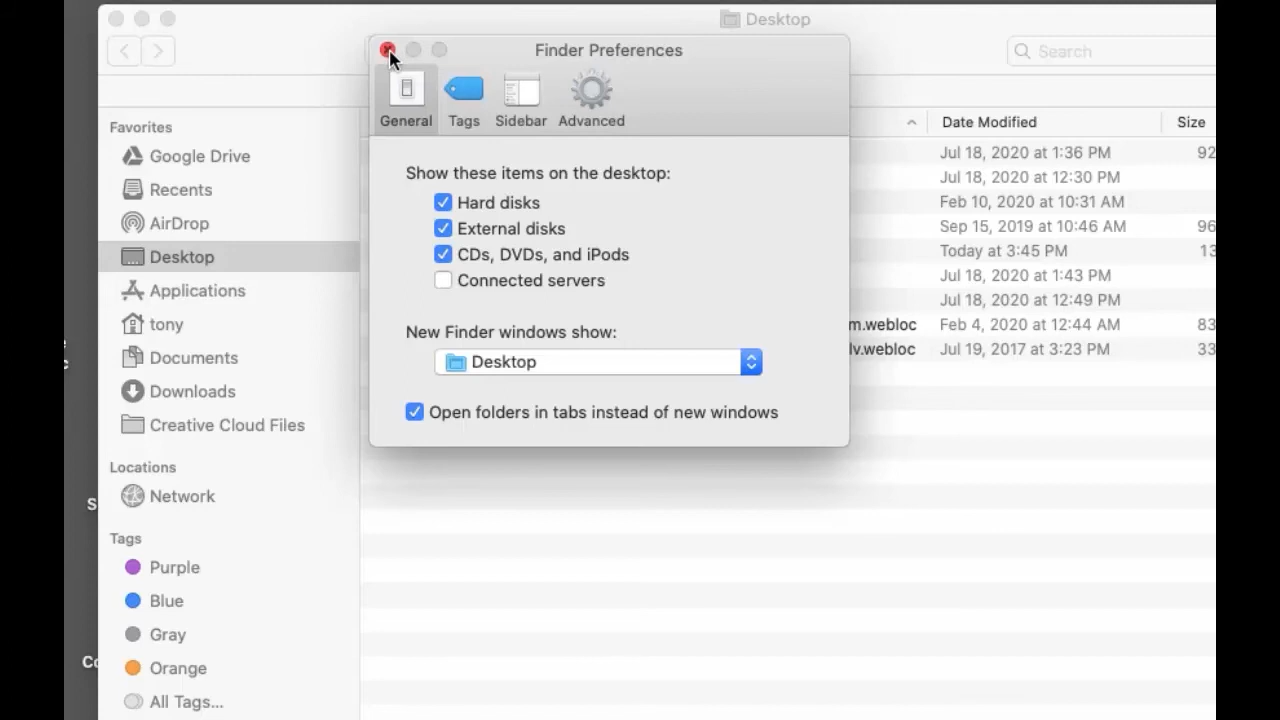 Desktop
Search
Finder Preferences
General Tags Sidebar Advanced
Favorites
Google Drive
Recents
AirDrop
Desktop
Applications
tony
Documents
Downloads
Creative Cloud Files
Locations
Network
Tags
Purple
Blue
Gray
Orange
All Tags...
Show these items on the desktop:
Hard disks
External disks
CDs, DVDs, and iPods
Connected servers
New Finder windows show:
Desktop
Open folders in tabs instead of new windows
Date Modified Size
Jul 18, 2020 at 1:36 PM 92
Jul 18, 2020 at 12:30 PM
Feb 10, 2020 at 10:31 AM
Sep 15, 2019 at 10:46 AM 96
Today at 3:45 PM 13
Jul 18, 2020 at 1:43 PM
Jul 18, 2020 at 12:49 PM
m.webloc Feb 4, 2020 at 12:44 AM 83
lv.webloc Jul 19, 2017 at 3:23 PM 33